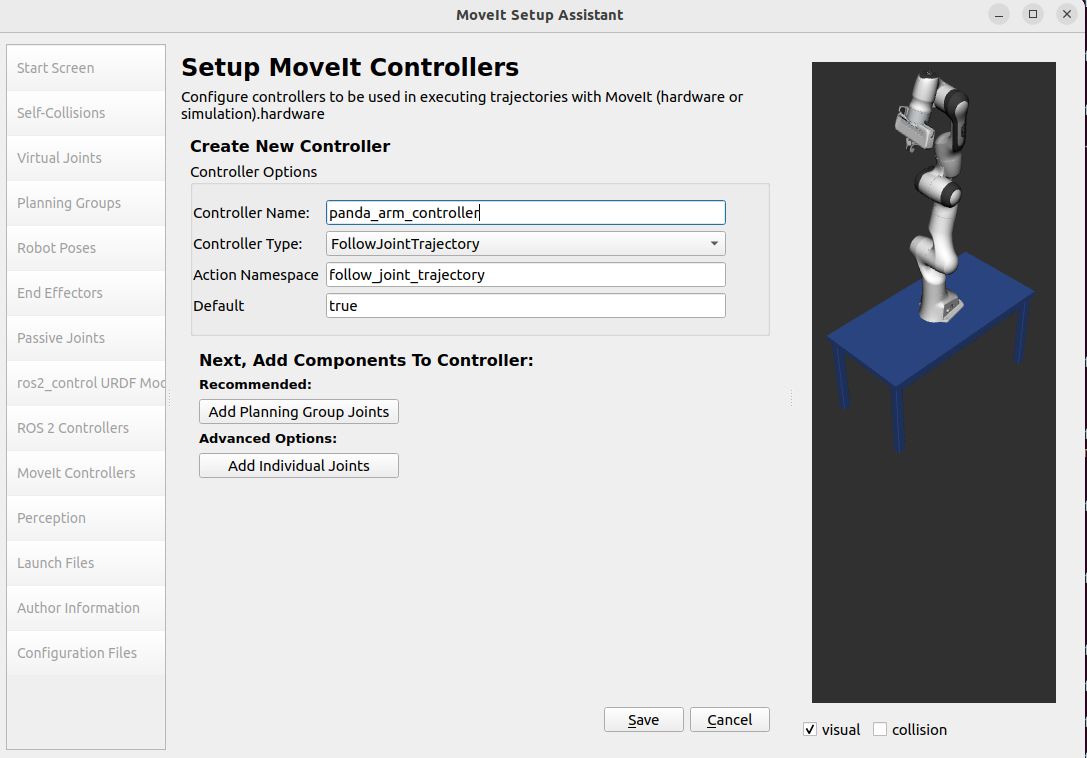 MoveIt Setup Assistant
Start Screen
Self-Collisions
Virtual Joints
Planning Groups
Robot Poses
End Effectors
Passive Joints
ros2_control URDF Moc
ROS 2 Controllers
MoveIt Controllers
Perception
Launch Files
Author Information
Configuration Files
Setup MoveIt Controllers
Configure controllers to be used in executing trajectories with MoveIt (hardware or
simulation).hardware
Create New Controller
Controller Options
Controller Name: panda_arm_controller
Controller Type: FollowJointTrajectory
Action Namespace follow_joint_trajectory
Default true
Next, Add Components To Controller:
Recommended:
Add Planning Group Joints
Advanced Options:
Add Individual Joints
Save Cancel
visual collision